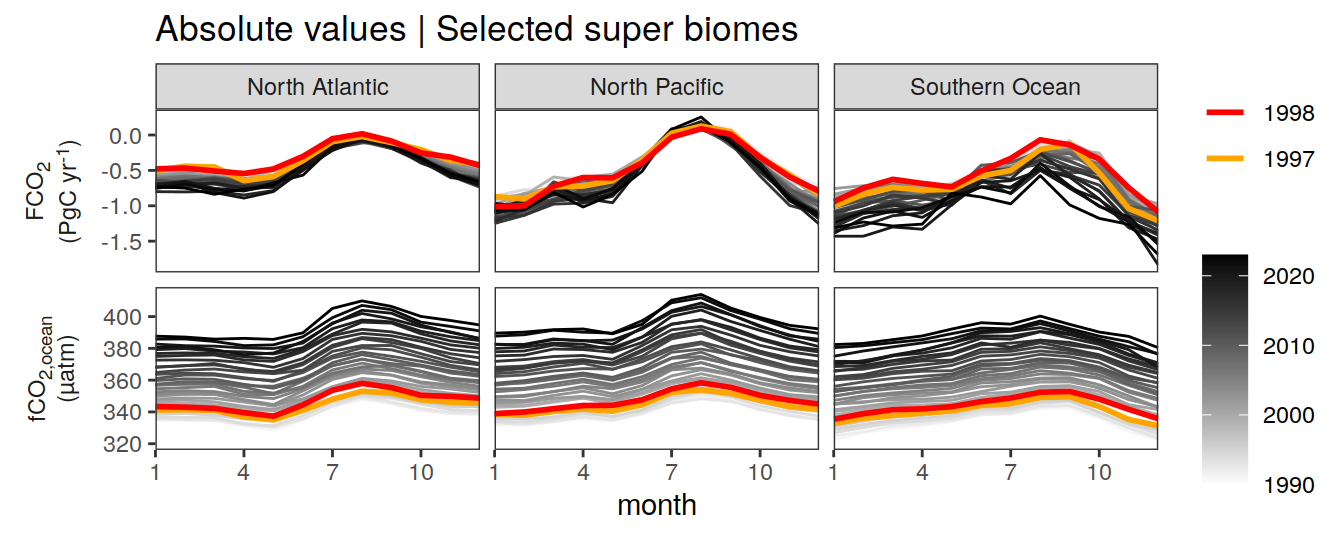 Absolute values | Selected super biomes
North Atlantic
North Pacific
Southern Ocean
FCO₂
(PgC yr⁻¹)
0.0
-0.5
-1.0
-1.5
fCO₂,ocean
(µatm)
400
380
360
340
320
1 4 7 10
1 4 7 10
1 4 7 10
month
1998
1997
2020
2010
2000
1990